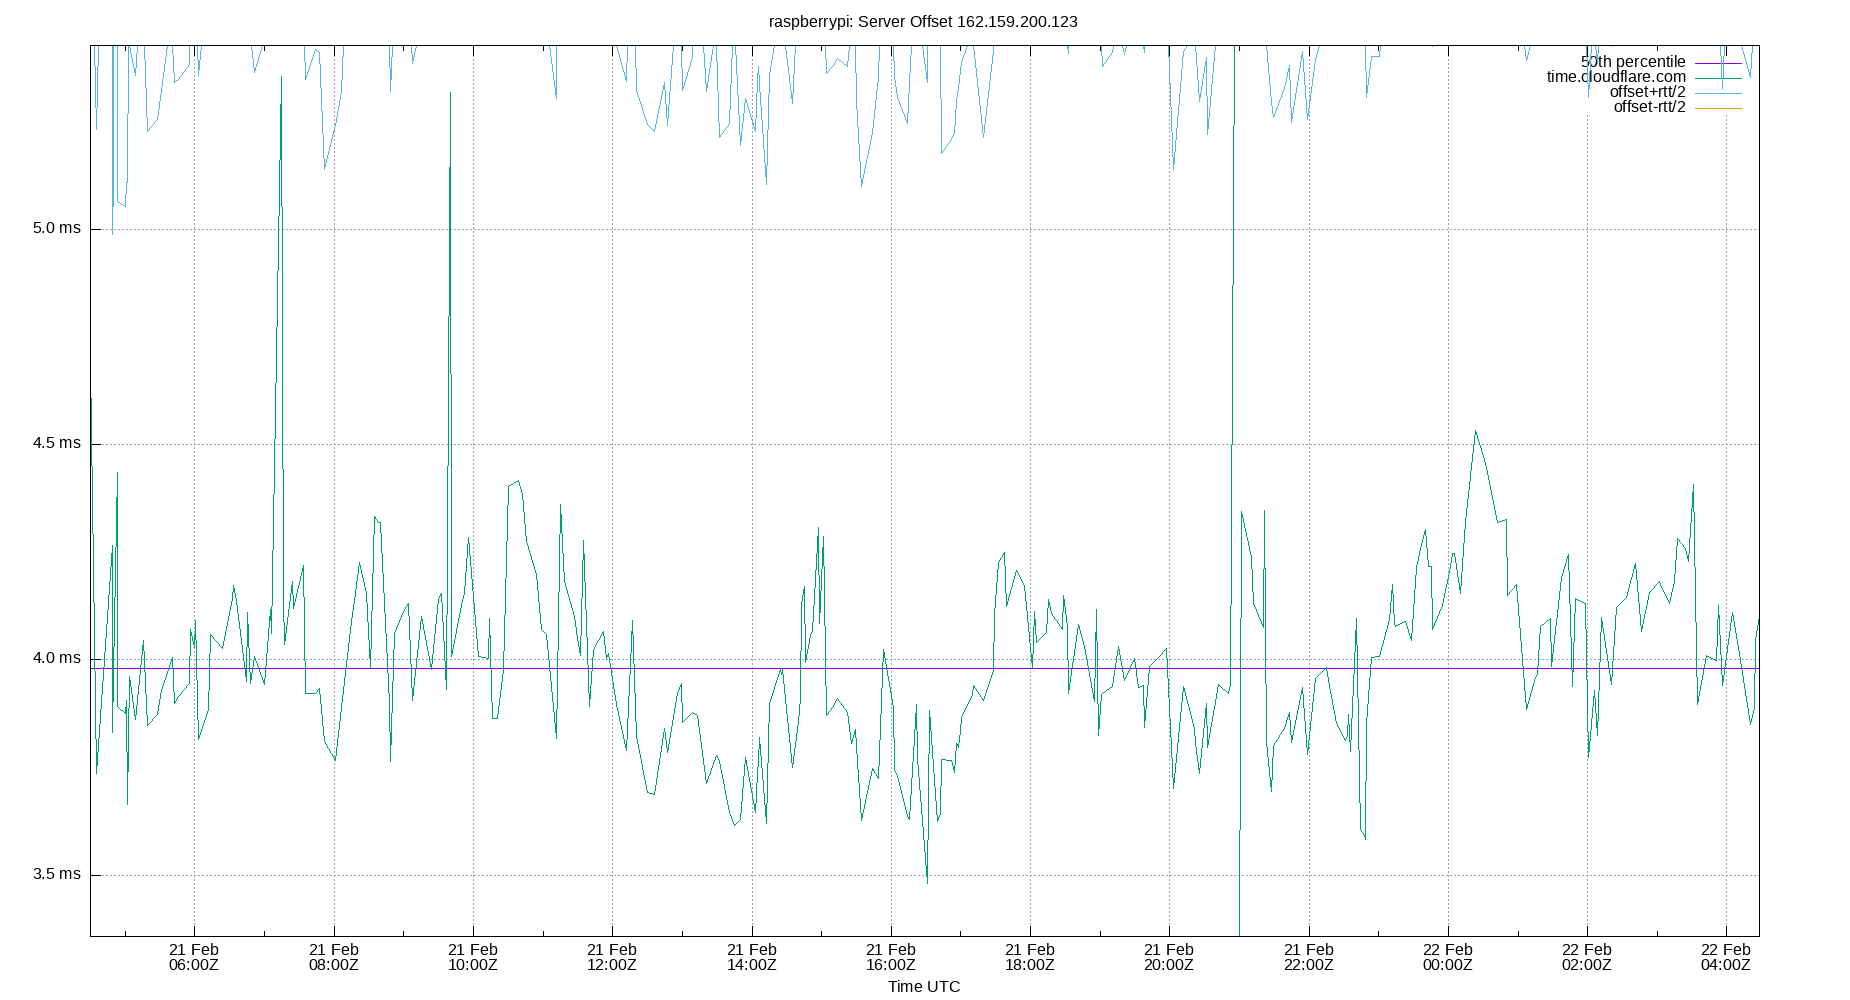 raspberrypi: Server Offset 162.159.200.123
50th percentile
time.cloudflare.com
offset+rtt/2
offset-rtt/2
5.0 ms
4.5 ms
4.0 ms
3.5 ms
21 Feb 21 Feb 21 Feb 21 Feb 21 Feb 21 Feb 21 Feb 21 Feb 21 Feb 22 Feb 22 Feb 22 Feb
06:00Z 08:00Z 10:00Z 12:00Z 14:00Z 16:00Z 18:00Z 20:00Z 22:00Z 00:00Z 02:00Z 04:00Z
Time UTC